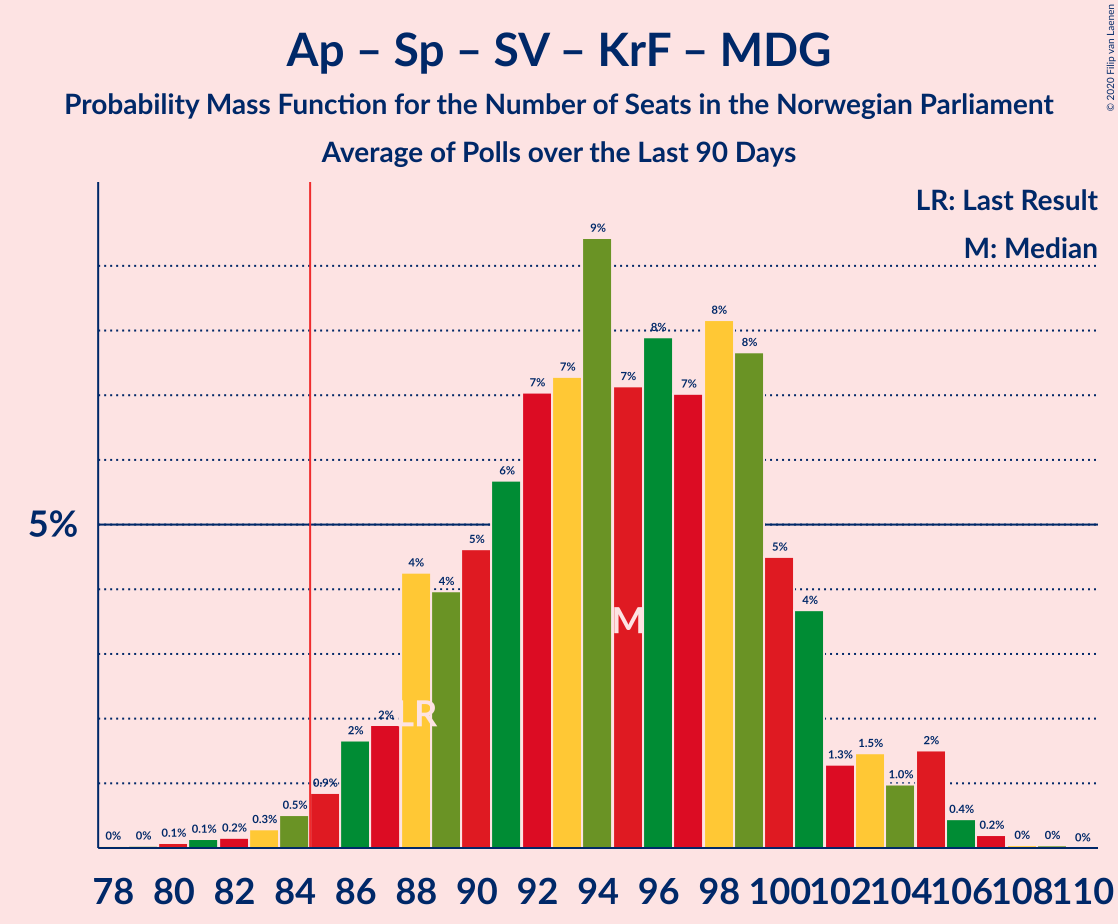 Ap – Sp – SV – KrF – MDG
Probability Mass Function for the Number of Seats in the Norwegian Parliament
Average of Polls over the Last 90 Days
© 2020 Filip van Laenen
LR: Last Result
M: Median
5%
0% 0% 0.1% 0.1% 0.2% 0.3% 0.5% 0.9% 2% 2% 4% 4% 5% 6% 7% 7% 9% 7% 8% 7% 8% 8% 5% 4% 1.3% 1.5% 1.0% 2% 0.4% 0.2% 0% 0% 0%
M
LR
78 80 82 84 86 88 90 92 94 96 98 100 102 104 106 108 110